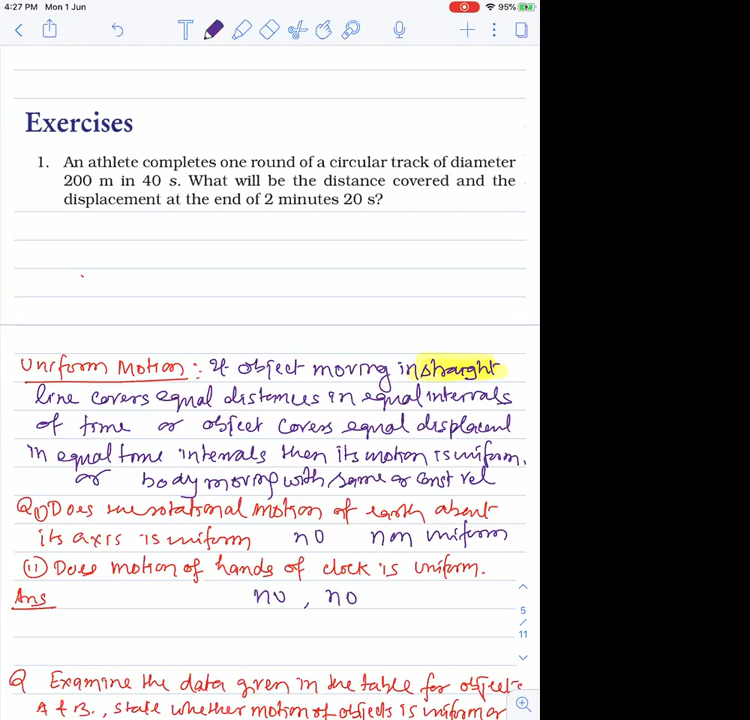 4:27 PM Mon 1 Jun
95%
Exercises
1. An athlete completes one round of a circular track of diameter
200 m in 40 s. What will be the distance covered and the
displacement at the end of 2 minutes 20 s?
Uniform Motion :- If object moving in straight
line covers equal distances in equal intervals
of time or object covers equal displacent
in equal time intervals then its motion is uniform.
or body moving with same or const vel
Q (i) Does the rotational motion of earth about
its axis is uniform no non uniform
(ii) Does motion of hands of clock is uniform.
Ans no, no
5
/
11
Q Examine the data given in the table for objects
A & B., state whether motion of objects is uniform or